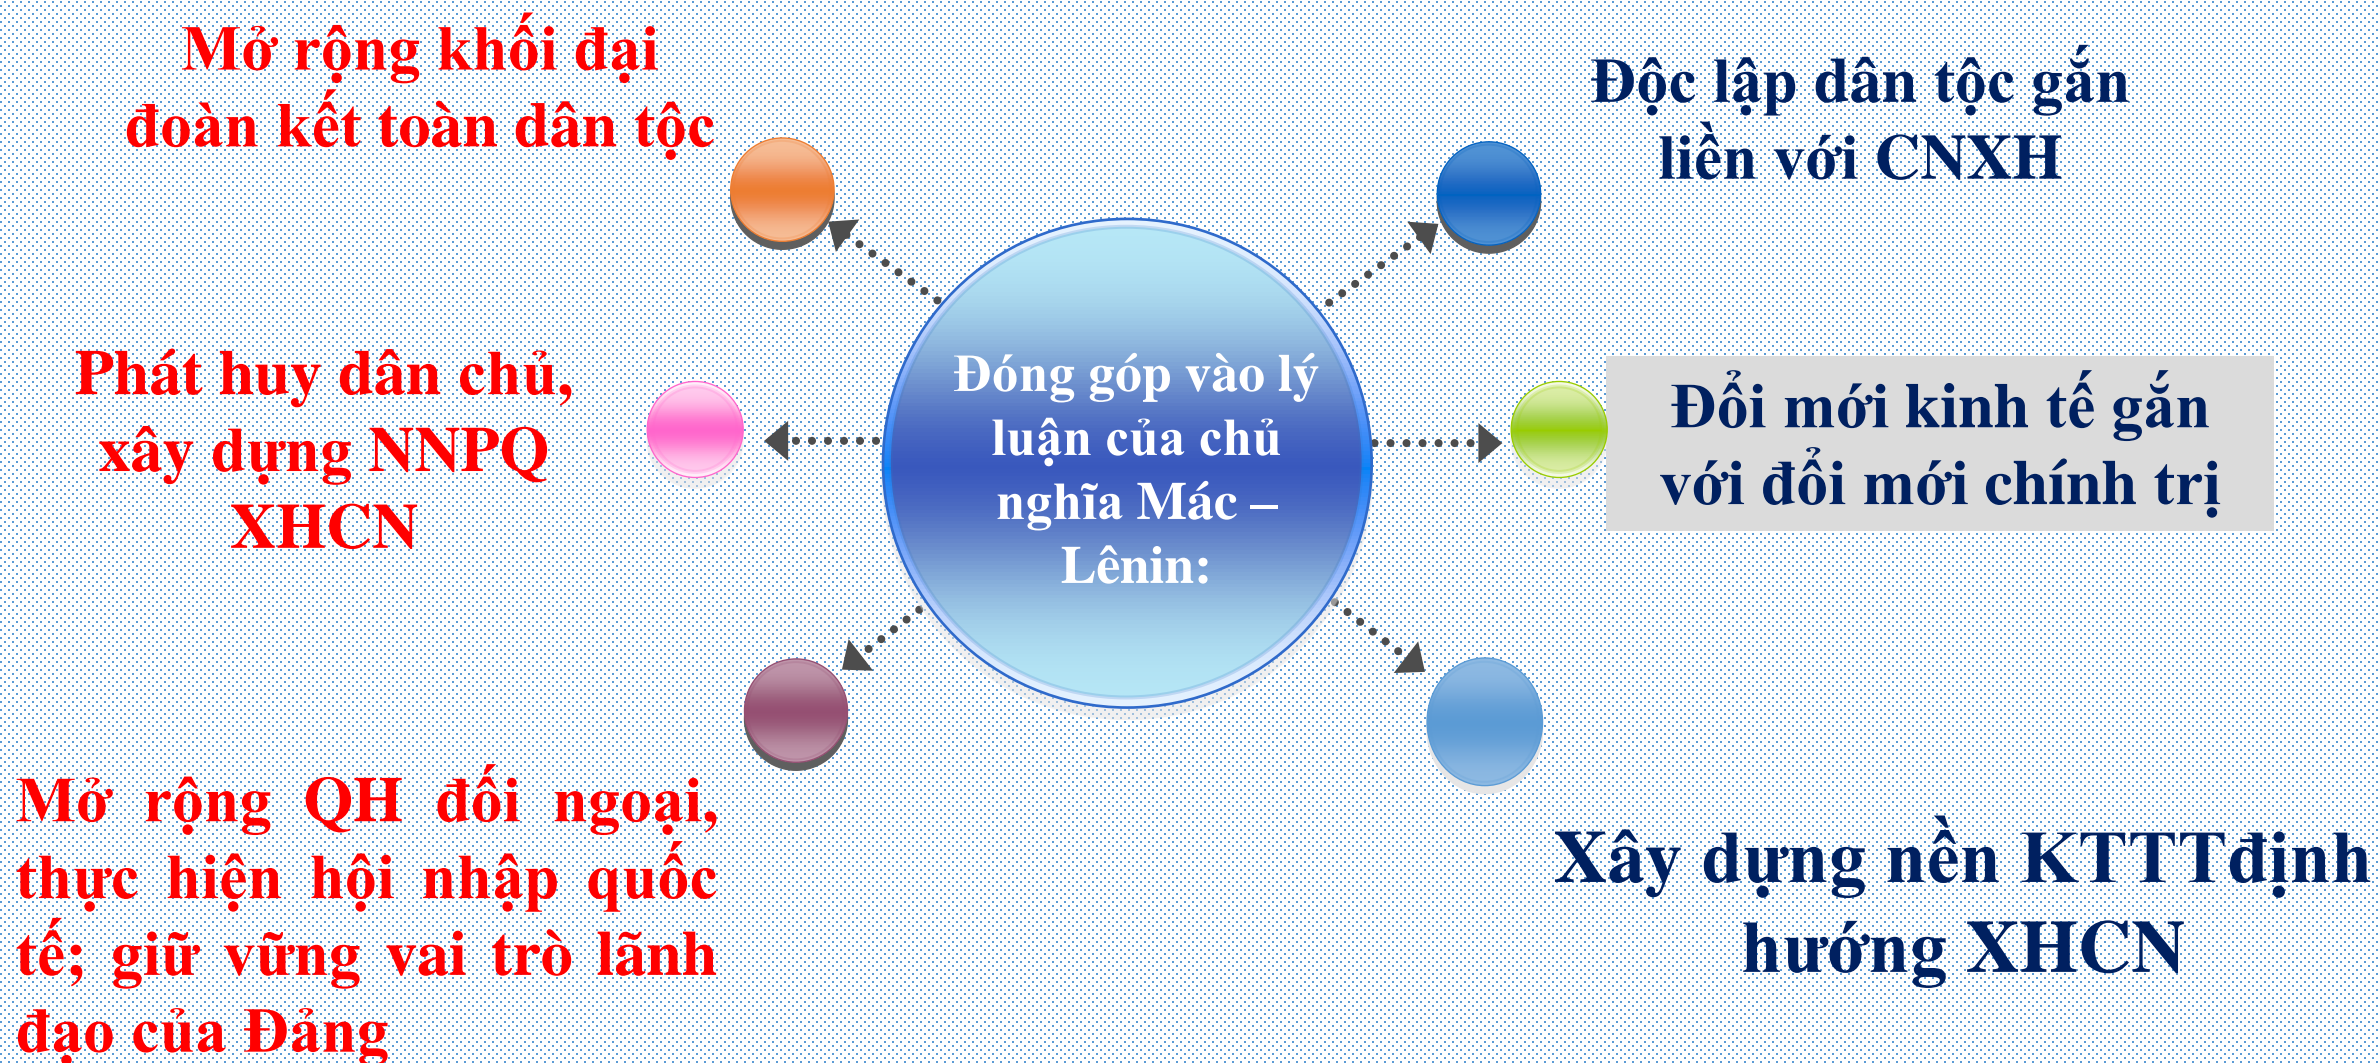 Mở rộng khối đại
đoàn kết toàn dân tộc
Độc lập dân tộc gắn
liền với CNXH
Phát huy dân chủ,
xây dựng NNPQ
XHCN
Đóng góp vào lý
luận của chủ
nghĩa Mác –
Lênin:
Đổi mới kinh tế gắn
với đổi mới chính trị
Mở rộng QH đối ngoại,
thực hiện hội nhập quốc
tế; giữ vững vai trò lãnh
đạo của Đảng
Xây dựng nền KTTTđịnh
hướng XHCN